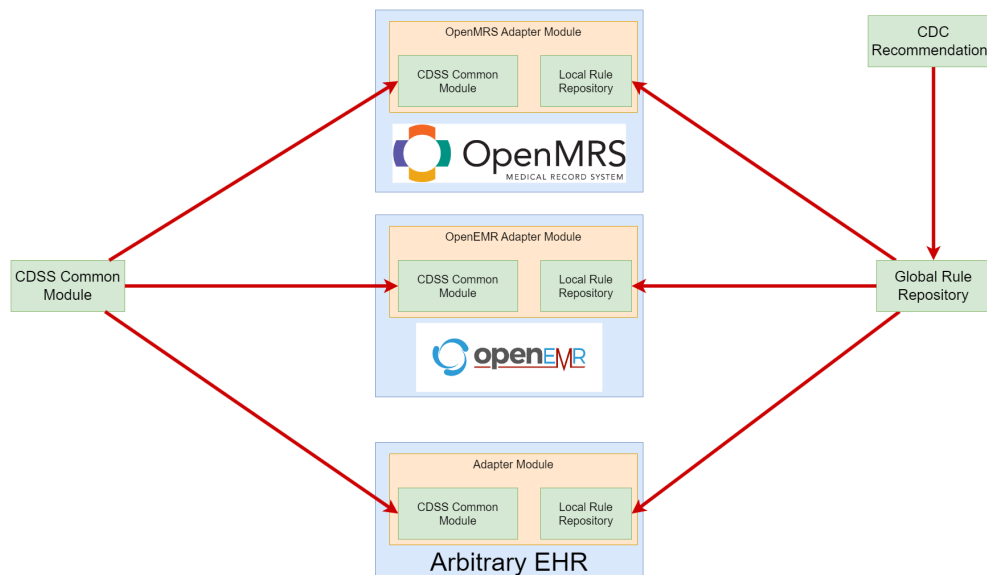 OpenMRS Adapter Module
CDSS Common
Module
Local Rule
Repository
OpenMRS
MEDICAL RECORD SYSTEM
CDC
Recommendation
OpenEMR Adapter Module
CDSS Common
Module
Local Rule
Repository
openEMR
CDSS Common
Module
Global Rule
Repository
Adapter Module
CDSS Common
Module
Local Rule
Repository
Arbitrary EHR